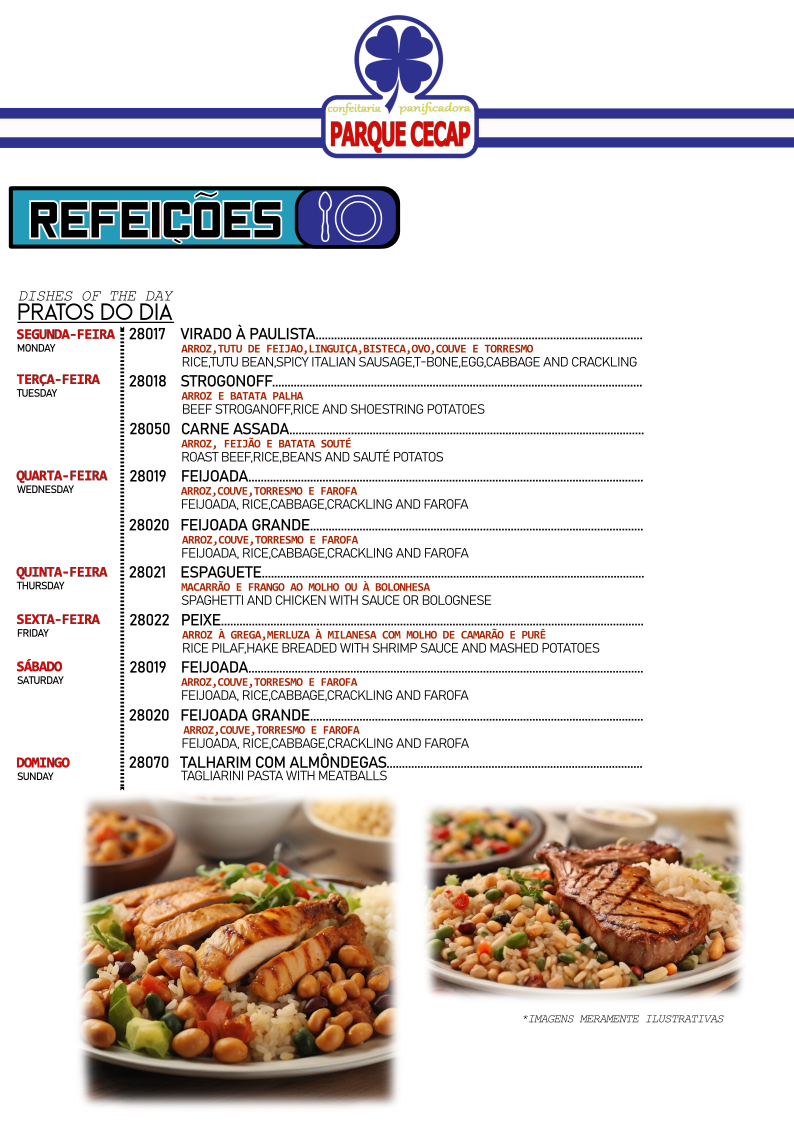 confeitaria panificadora
PARQUE CECAP
REFEIÇÕES
DISHES OF THE DAY
PRATOS DO DIA
SEGUNDA-FEIRA 28017 VIRADO À PAULISTA
MONDAY ARROZ,TUTU DE FEIJAO,LINGUIÇA,BISTECA,OVO,COUVE E TORRESMO
RICE,TUTU BEAN,SPICY ITALIAN SAUSAGE,T-BONE,EGG,CABBAGE AND CRACKLING
TERÇA-FEIRA 28018 STROGONOFF
TUESDAY ARROZ E BATATA PALHA
BEEF STROGANOFF,RICE AND SHOESTRING POTATOES
28050 CARNE ASSADA
ARROZ, FEIJÃO E BATATA SOUTÉ
ROAST BEEF,RICE,BEANS AND SAUTÉ POTATOS
QUARTA-FEIRA 28019 FEIJOADA
WEDNESDAY ARROZ,COUVE,TORRESMO E FAROFA
FEIJOADA, RICE,CABBAGE,CRACKLING AND FAROFA
28020 FEIJOADA GRANDE
ARROZ,COUVE,TORRESMO E FAROFA
FEIJOADA, RICE,CABBAGE,CRACKLING AND FAROFA
QUINTA-FEIRA 28021 ESPAGUETE
THURSDAY MACARRÃO E FRANGO AO MOLHO OU À BOLONHESA
SPAGHETTI AND CHICKEN WITH SAUCE OR BOLOGNESE
SEXTA-FEIRA 28022 PEIXE
FRIDAY ARROZ À GREGA,MERLUZA À MILANESA COM MOLHO DE CAMARÃO E PURÊ
RICE PILAF,HAKE BREADED WITH SHRIMP SAUCE AND MASHED POTATOES
SÁBADO 28019 FEIJOADA
SATURDAY ARROZ,COUVE,TORRESMO E FAROFA
FEIJOADA, RICE,CABBAGE,CRACKLING AND FAROFA
28020 FEIJOADA GRANDE
ARROZ,COUVE,TORRESMO E FAROFA
FEIJOADA, RICE,CABBAGE,CRACKLING AND FAROFA
DOMINGO 28070 TALHARIM COM ALMÔNDEGAS
SUNDAY TAGLIARINI PASTA WITH MEATBALLS
*IMAGENS MERAMENTE ILUSTRATIVAS